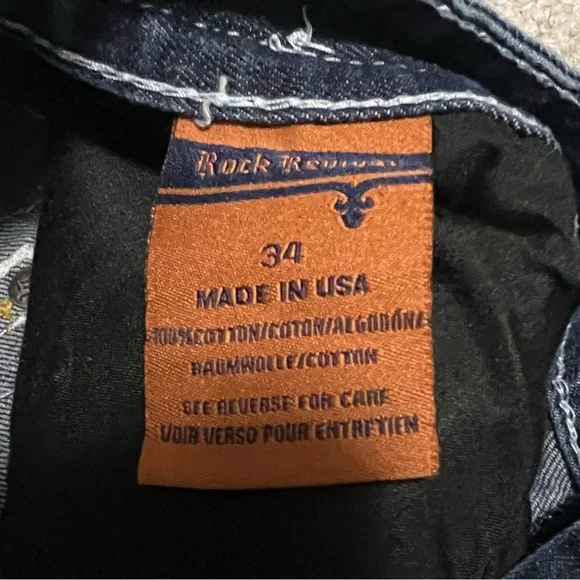 Rock Revival
34
MADE IN USA
100%COTTON/COTON/ALGODÓN/
BAUMWOLLE/COTTON
SEE REVERSE FOR CARE
VOIR VERSO POUR ENTRETIEN